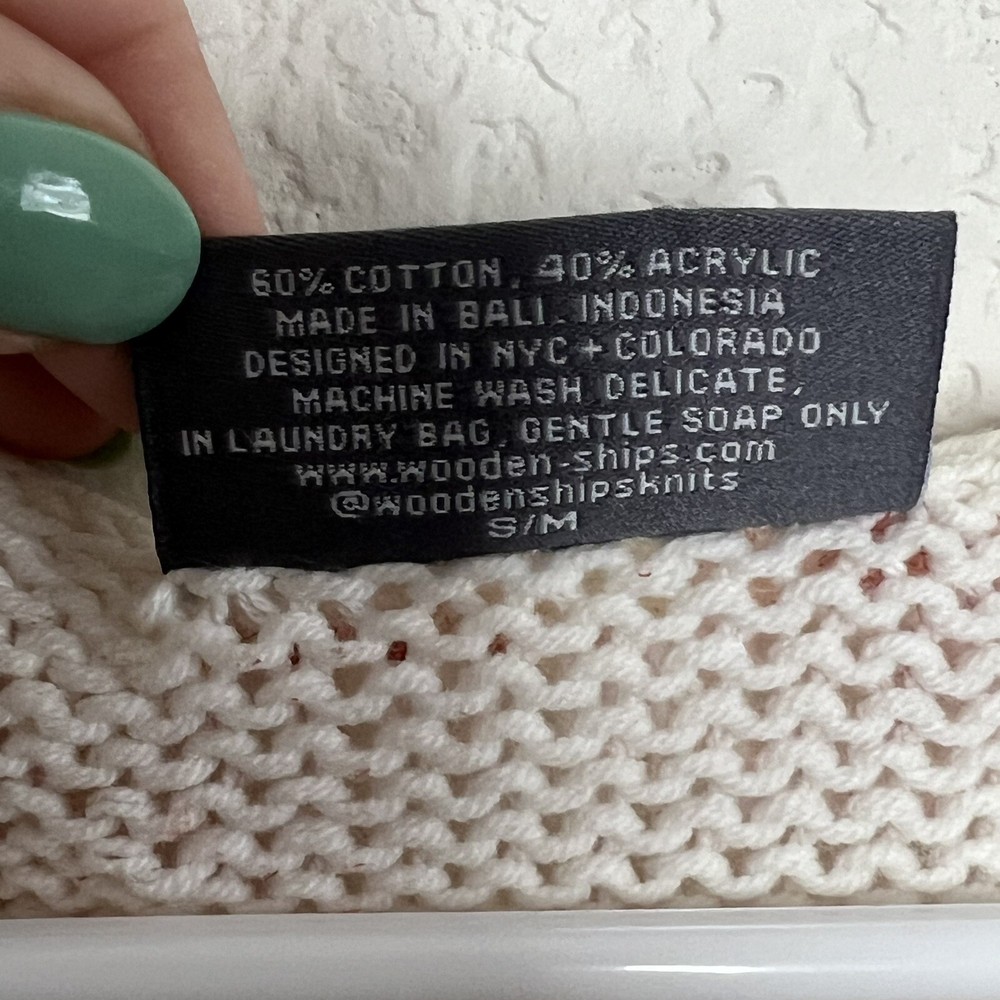 60% COTTON, 40% ACRYLIC
MADE IN BALI, INDONESIA
DESIGNED IN NYC + COLORADO
MACHINE WASH DELICATE,
IN LAUNDRY BAG, GENTLE SOAP ONLY
www.wooden-ships.com
@woodenshipsknits
S/M